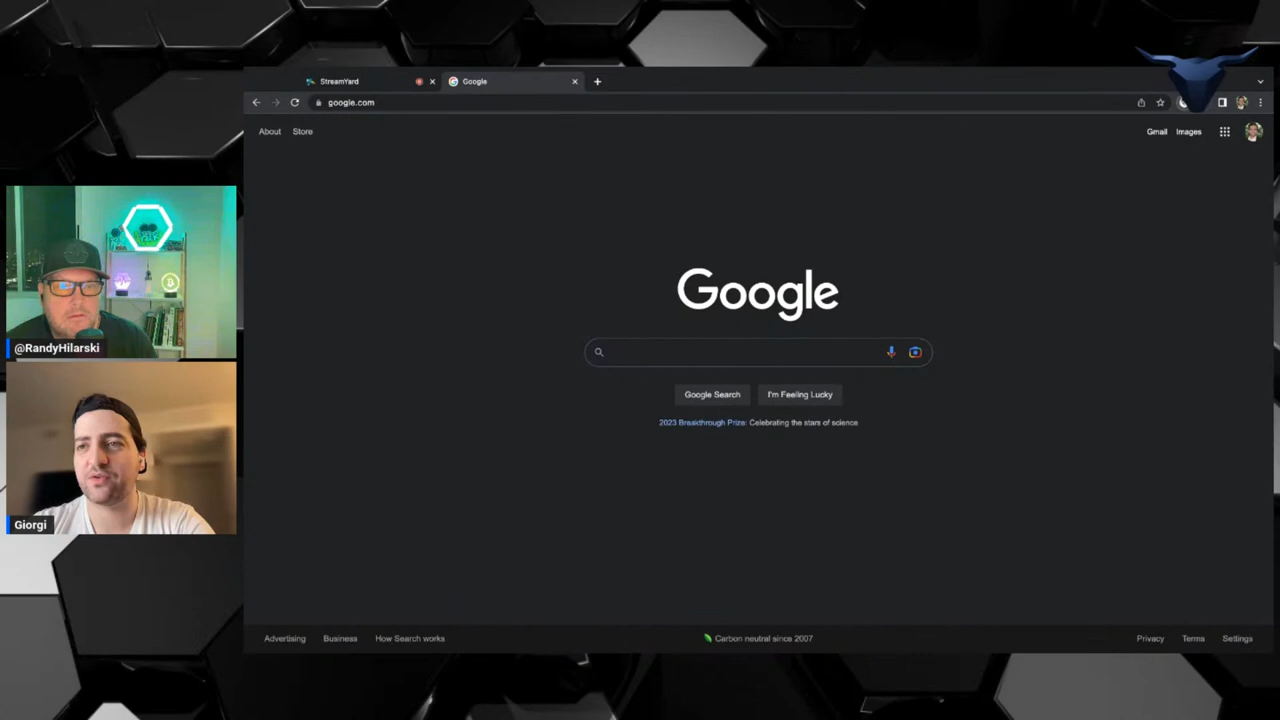 StreamYard
Google
google.com
About
Store
Gmail
Images
@RandyHilarski
Giorgi
Google
Google Search
I'm Feeling Lucky
2023 Breakthrough Prize: Celebrating the stars of science
Advertising
Business
How Search works
Carbon neutral since 2007
Privacy
Terms
Settings